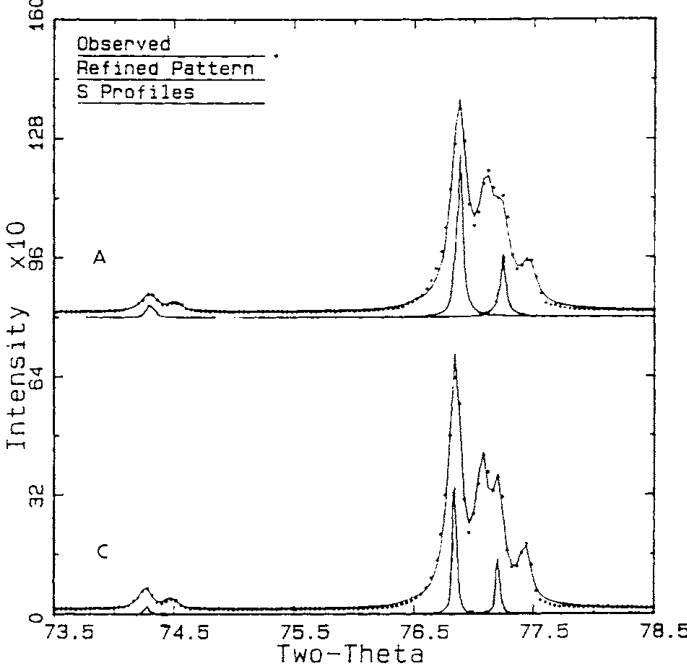 160
Observed
Refined Pattern
S Profiles
128
A
96
Intensity x10
64
32
C
0
73.5 74.5 75.5 76.5 77.5 78.5
Two-Theta